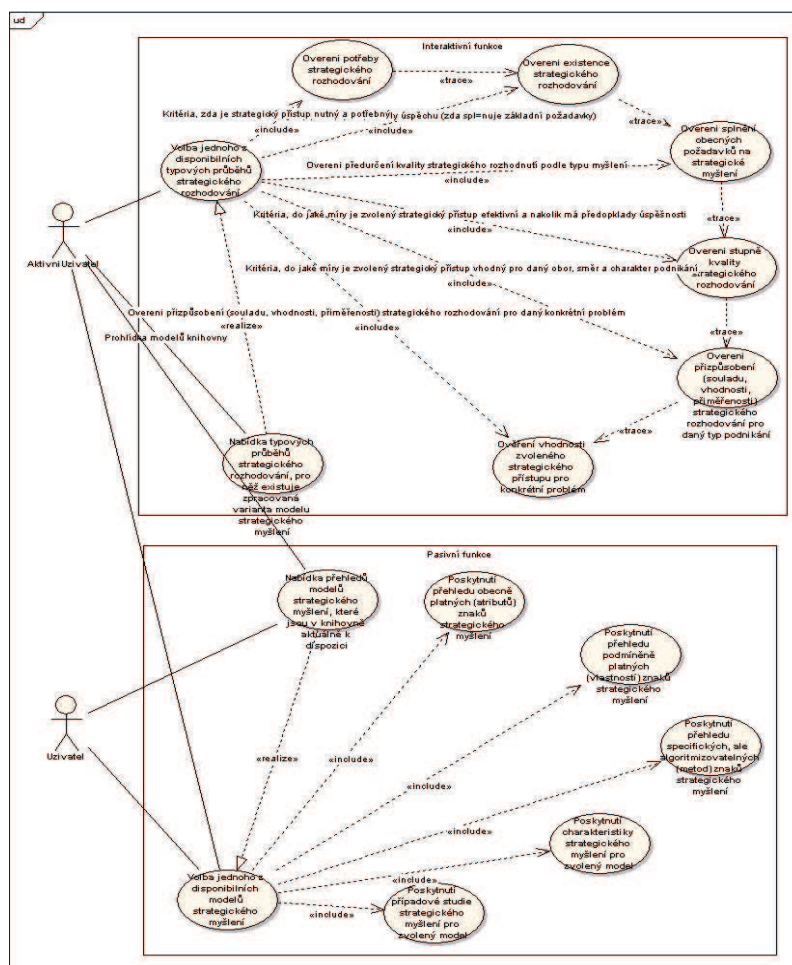 ud
Interaktivní funkce
Overeni potřeby
strategického
rozhodování
Overeni existence
strategického
rozhodování
«trace»
Kritéria, zda je strategický přístup nutný a potřebný
ly úspěchu (zda spl=nuje základní požadavky)
«include»
«include»
«trace»
Overeni splnění
obecných
požadavků na
strategické
myšlení
Volba jednoho z
disponibilních
typových průběhů
strategického
rozhodování
Overeni předurčení kvality strategického rozhodnutí podle typu myšlení
«include»
Kritéria, do jaké míry je zvolený strategický přístup efektivní a nakolik má předopklady úspěšnosti
«include»
«trace»
Aktivni Uzivatel
Overeni stupně
kvality
strategického
rozhodování
Kritéria, do jaké míry je zvolený strategický přístup vhodný pro daný obor, směr a charakter podnikání
«include»
Overeni přizpůsobení (souladu, vhodnosti, přiměřenosti) strategického rozhodování pro daný konkrétní problém
«realize»
«include»
«trace»
Prohlídka modelů knihovny
Overeni
přizpůsobení
(souladu,
vhodnosti,
přiměřenosti)
strategického
rozhodování pro
daný typ podnikání
«trace»
Nabídka typových
průběhů
strategického
rozhodování, pro
něž existuje
zpracovaná
varianta modelu
strategického
myšlení
Ověření vhodnosti
zvoleného
strategického
přístupu pro
konkrétní problém
Pasivní funkce
Nabídka přehledů
modelů
strategického
myšlení, které
jsou v knihovně
aktuálně k
dispozici
Poskytnutí
přehledu obecně
platných (atributů)
znaků
strategického
myšlení
Poskytnutí
přehledu
podmíněně
platných
(vlastností) znaků
strategického
myšlení
Uzivatel
Poskytnutí
přehledu
specifických, ale
algoritmizovatelných
(metod) znaků
strategického
myšlení
«realize»
«include»
«include»
«include»
Poskytnutí
charakteristiky
strategického
myšlení pro
zvolený model
Volba jednoho z
disponibilních
modelů
strategického
myšlení
«include»
«include»
Poskytnutí
případové studie
strategického
myšlení pro
zvolený model